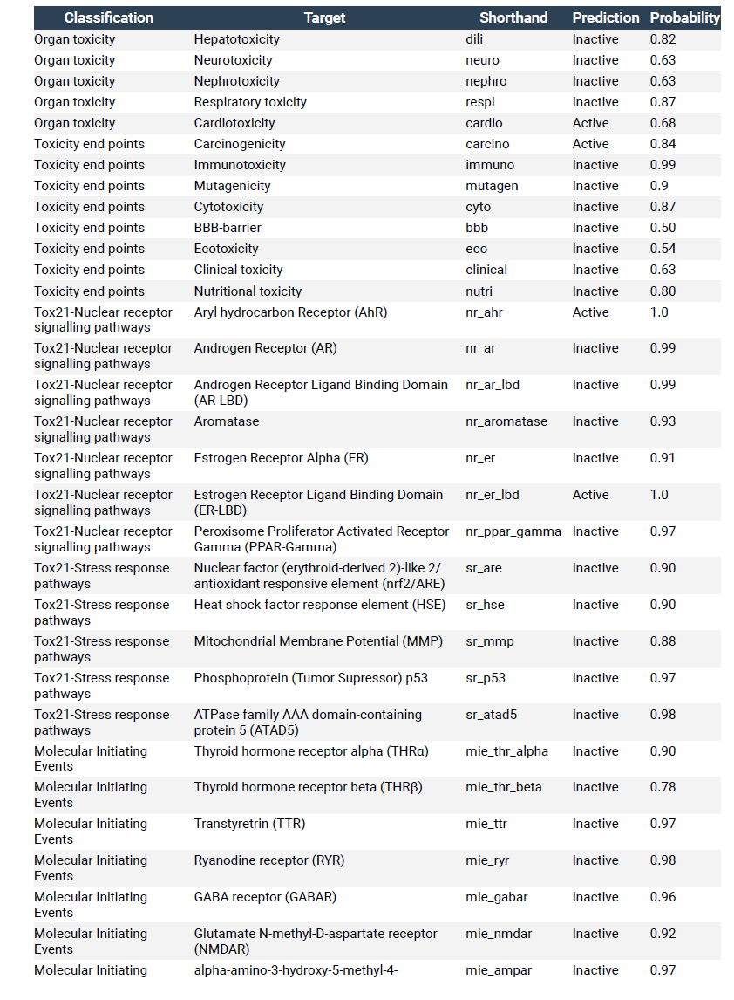 Classification Target Shorthand Prediction Probability
Organ toxicity Hepatotoxicity dili Inactive 0.82
Organ toxicity Neurotoxicity neuro Inactive 0.63
Organ toxicity Nephrotoxicity nephro Inactive 0.63
Organ toxicity Respiratory toxicity respi Inactive 0.87
Organ toxicity Cardiotoxicity cardio Active 0.68
Toxicity end points Carcinogenicity carcino Active 0.84
Toxicity end points Immunotoxicity immuno Inactive 0.99
Toxicity end points Mutagenicity mutagen Inactive 0.9
Toxicity end points Cytotoxicity cyto Inactive 0.87
Toxicity end points BBB-barrier bbb Inactive 0.50
Toxicity end points Ecotoxicity eco Inactive 0.54
Toxicity end points Clinical toxicity clinical Inactive 0.63
Toxicity end points Nutritional toxicity nutri Inactive 0.80
Tox21-Nuclear receptor Aryl hydrocarbon Receptor (AhR) nr_ahr Active 1.0
signalling pathways
Tox21-Nuclear receptor Androgen Receptor (AR) nr_ar Inactive 0.99
signalling pathways
Tox21-Nuclear receptor Androgen Receptor Ligand Binding Domain nr_ar_lbd Inactive 0.99
signalling pathways (AR-LBD)
Tox21-Nuclear receptor Aromatase nr_aromatase Inactive 0.93
signalling pathways
Tox21-Nuclear receptor Estrogen Receptor Alpha (ER) nr_er Inactive 0.91
signalling pathways
Tox21-Nuclear receptor Estrogen Receptor Ligand Binding Domain nr_er_lbd Active 1.0
signalling pathways (ER-LBD)
Tox21-Nuclear receptor Peroxisome Proliferator Activated Receptor nr_ppar_gamma Inactive 0.97
signalling pathways Gamma (PPAR-Gamma)
Tox21-Stress response Nuclear factor (erythroid-derived 2)-like 2/ sr_are Inactive 0.90
pathways antioxidant responsive element (nrf2/ARE)
Tox21-Stress response Heat shock factor response element (HSE) sr_hse Inactive 0.90
pathways
Tox21-Stress response Mitochondrial Membrane Potential (MMP) sr_mmp Inactive 0.88
pathways
Tox21-Stress response Phosphoprotein (Tumor Supressor) p53 sr_p53 Inactive 0.97
pathways
Tox21-Stress response ATPase family AAA domain-containing sr_atad5 Inactive 0.98
pathways protein 5 (ATAD5)
Molecular Initiating Thyroid hormone receptor alpha (THRα) mie_thr_alpha Inactive 0.90
Events
Molecular Initiating Thyroid hormone receptor beta (THRβ) mie_thr_beta Inactive 0.78
Events
Molecular Initiating Transtyretrin (TTR) mie_ttr Inactive 0.97
Events
Molecular Initiating Ryanodine receptor (RYR) mie_ryr Inactive 0.98
Events
Molecular Initiating GABA receptor (GABAR) mie_gabar Inactive 0.96
Events
Molecular Initiating Glutamate N-methyl-D-aspartate receptor mie_nmdar Inactive 0.92
Events (NMDAR)
Molecular Initiating alpha-amino-3-hydroxy-5-methyl-4- mie_ampar Inactive 0.97